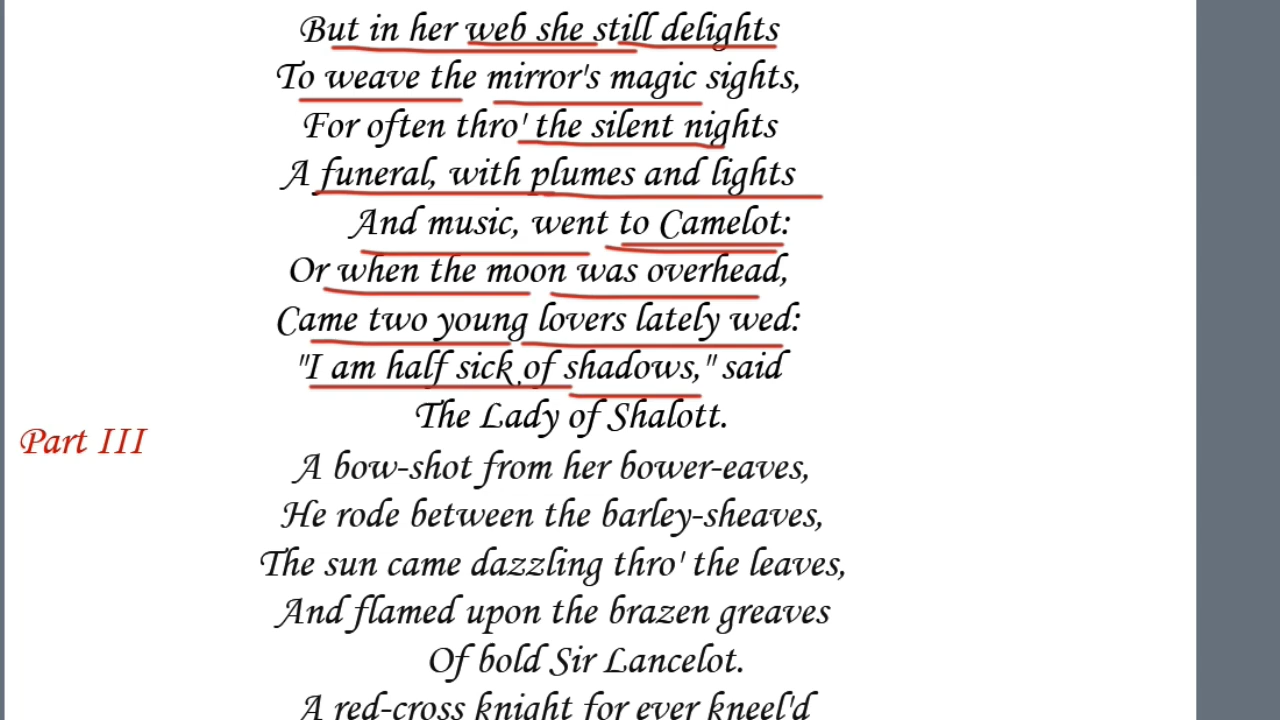 But in her web she still delights
To weave the mirror's magic sights,
For often thro' the silent nights
A funeral, with plumes and lights
And music, went to Camelot:
Or when the moon was overhead,
Came two young lovers lately wed:
"I am half sick of shadows," said
The Lady of Shalott.
Part III
A bow-shot from her bower-eaves,
He rode between the barley-sheaves,
The sun came dazzling thro' the leaves,
And flamed upon the brazen greaves
Of bold Sir Lancelot.
A red-cross knight for ever kneel'd